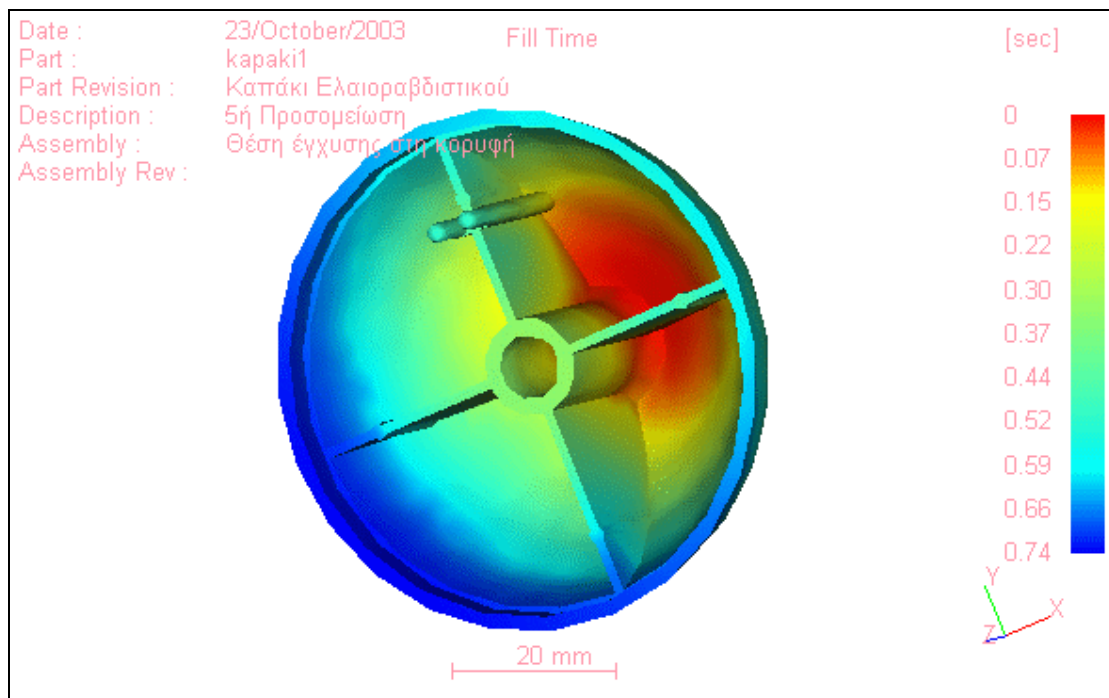 Date : 23/October/2003
Fill Time
[sec]
Part : kapaki1
Part Revision : Καπάκι Ελαιοραβδιστικού
Description : 5ή Προσομείωση
Assembly : Θέση έγχυσης στη κορυφή
Assembly Rev :
0
0.07
0.15
0.22
0.30
0.37
0.44
0.52
0.59
0.66
0.74
Y
X
Z
20 mm